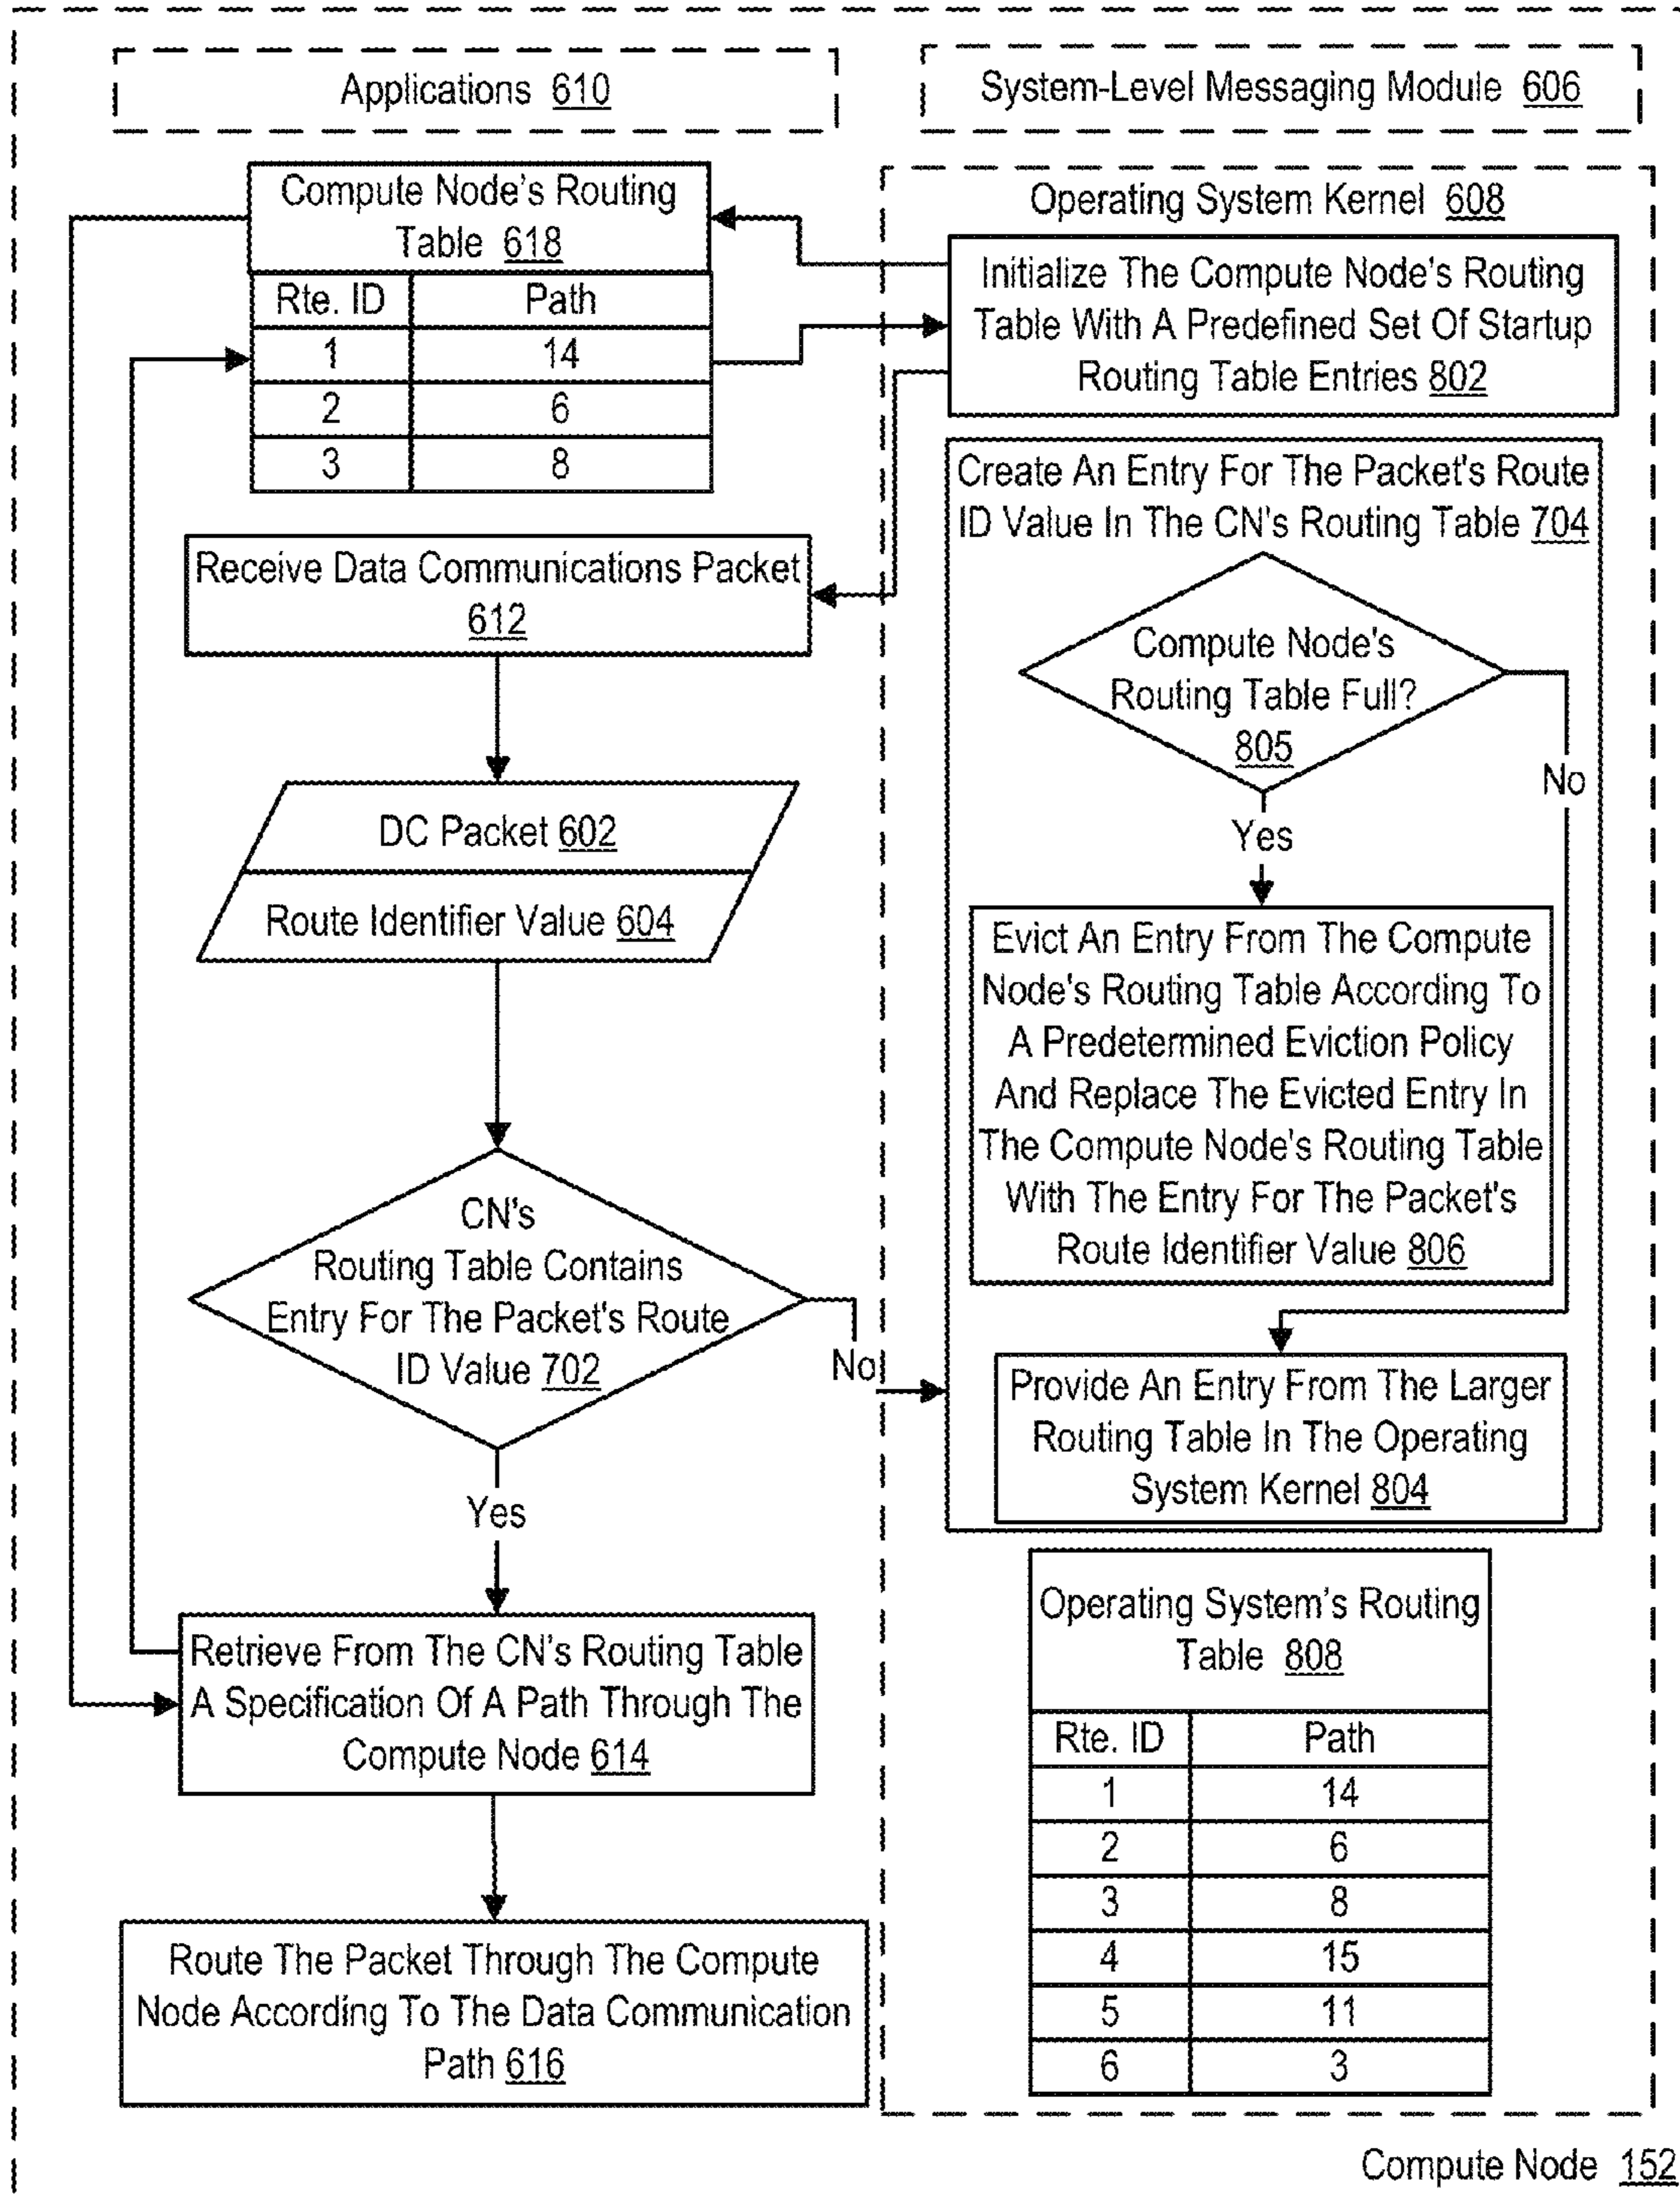 Applications 610
System-Level Messaging Module 606
Compute Node's Routing
Table 618
Rte. ID Path
1 14
2 6
3 8
Operating System Kernel 608
Initialize The Compute Node's Routing
Table With A Predefined Set Of Startup
Routing Table Entries 802
Receive Data Communications Packet
612
DC Packet 602
Route Identifier Value 604
CN's
Routing Table Contains
Entry For The Packet's Route
ID Value 702
No
Yes
Retrieve From The CN's Routing Table
A Specification Of A Path Through The
Compute Node 614
Route The Packet Through The Compute
Node According To The Data Communication
Path 616
Create An Entry For The Packet's Route
ID Value In The CN's Routing Table 704
Compute Node's
Routing Table Full?
805
No
Yes
Evict An Entry From The Compute
Node's Routing Table According To
A Predetermined Eviction Policy
And Replace The Evicted Entry In
The Compute Node's Routing Table
With The Entry For The Packet's
Route Identifier Value 806
Provide An Entry From The Larger
Routing Table In The Operating
System Kernel 804
Operating System's Routing
Table 808
Rte. ID Path
1 14
2 6
3 8
4 15
5 11
6 3
Compute Node 152